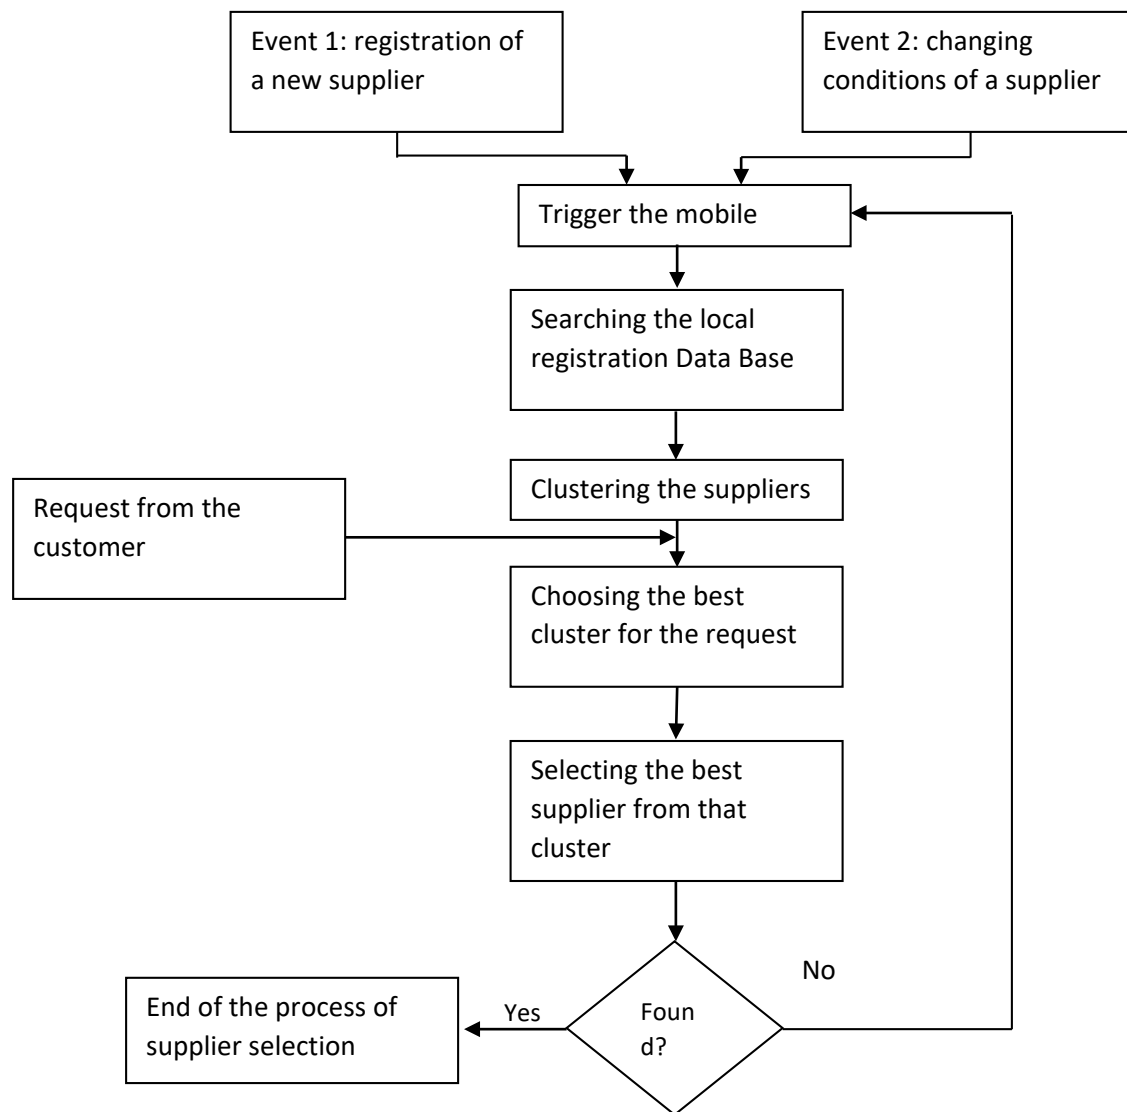 Event 1: registration of
a new supplier
Event 2: changing
conditions of a supplier
Trigger the mobile
Searching the local
registration Data Base
Clustering the suppliers
Request from the
customer
Choosing the best
cluster for the request
Selecting the best
supplier from that
cluster
No
End of the process of
supplier selection
Yes
Foun
d?